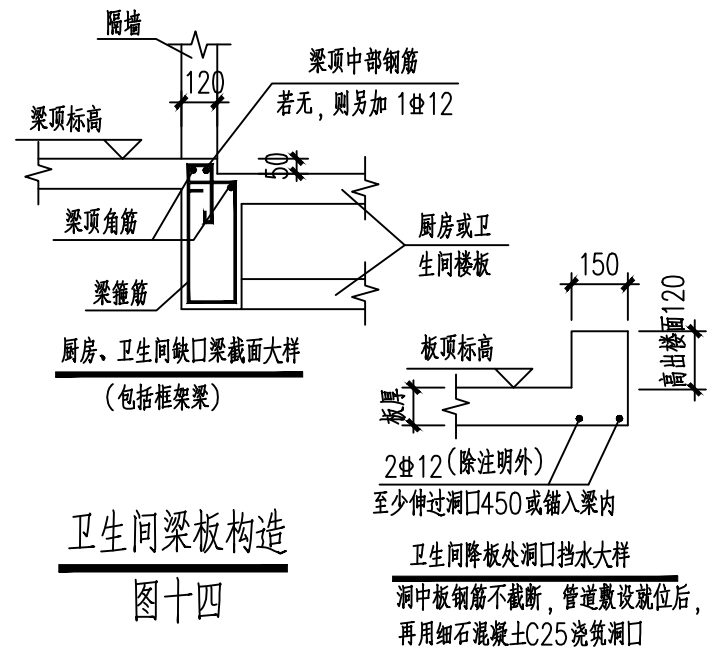 隔墙
120
梁顶中部钢筋
若无，则另加 1⌀12
梁顶标高
50
梁顶角筋
厨房或卫
生间楼板
梁箍筋
厨房、卫生间缺口梁截面大样
（包括框架梁）
150
高出楼面120
板顶标高
板厚
2⌀12（除注明外）
至少伸过洞口450或锚入梁内
卫生间梁板构造
图十四
卫生间降板处洞口挡水大样
洞中板钢筋不截断，管道敷设就位后，
再用细石混凝土C25浇筑洞口